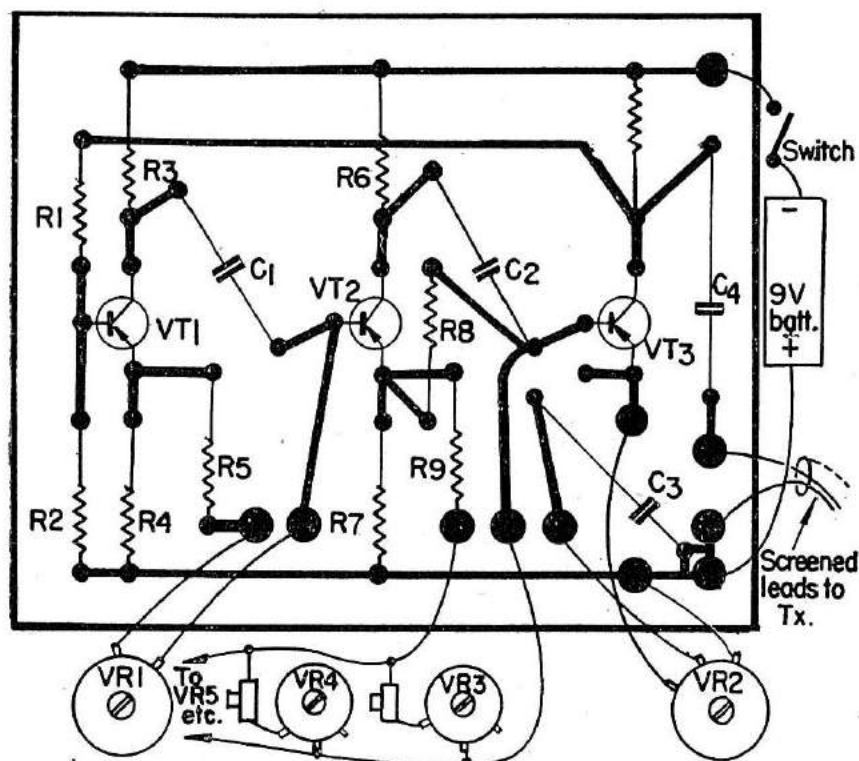 R3
R6
Switch
R1
C1
C2
C4
-
9V
batt.
+
VT1
VT2
R8
VT3
R5
R9
C3
R2
R4
R7
Screened
leads to
Tx.
VR1
To
VR5
etc.
VR4
VR3
VR2